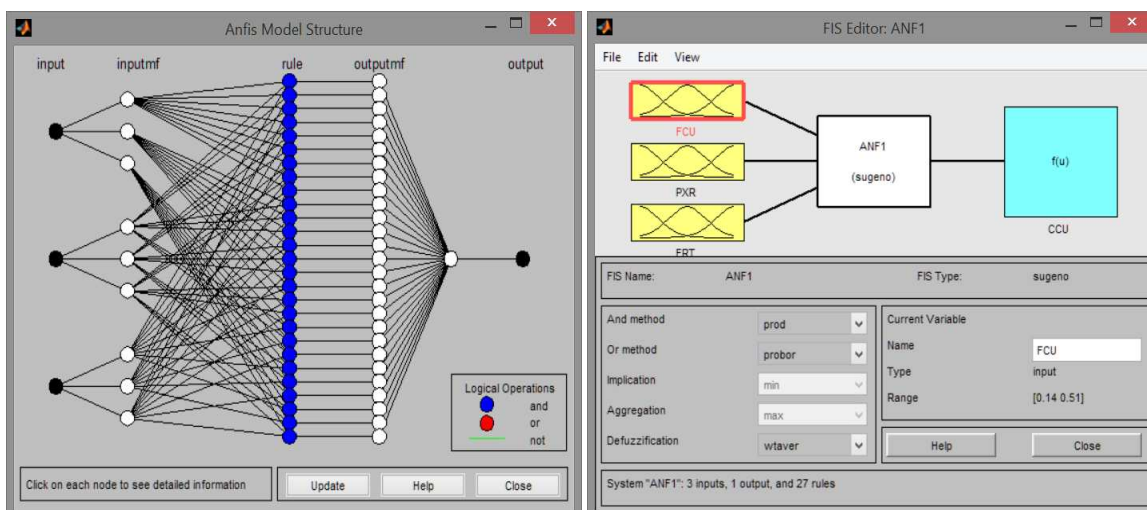 Anfis Model Structure
input inputmf rule outputmf output
Logical Operations
and
or
not
Click on each node to see detailed information
Update Help Close
FIS Editor: ANF1
File Edit View
FCU
PXR
FRT
ANF1
(sugeno)
f(u)
CCU
FIS Name: ANF1 FIS Type: sugeno
And method prod
Or method probor
Implication min
Aggregation max
Defuzzification wtaver
Current Variable
Name FCU
Type input
Range [0.14 0.51]
Help Close
System "ANF1": 3 inputs, 1 output, and 27 rules